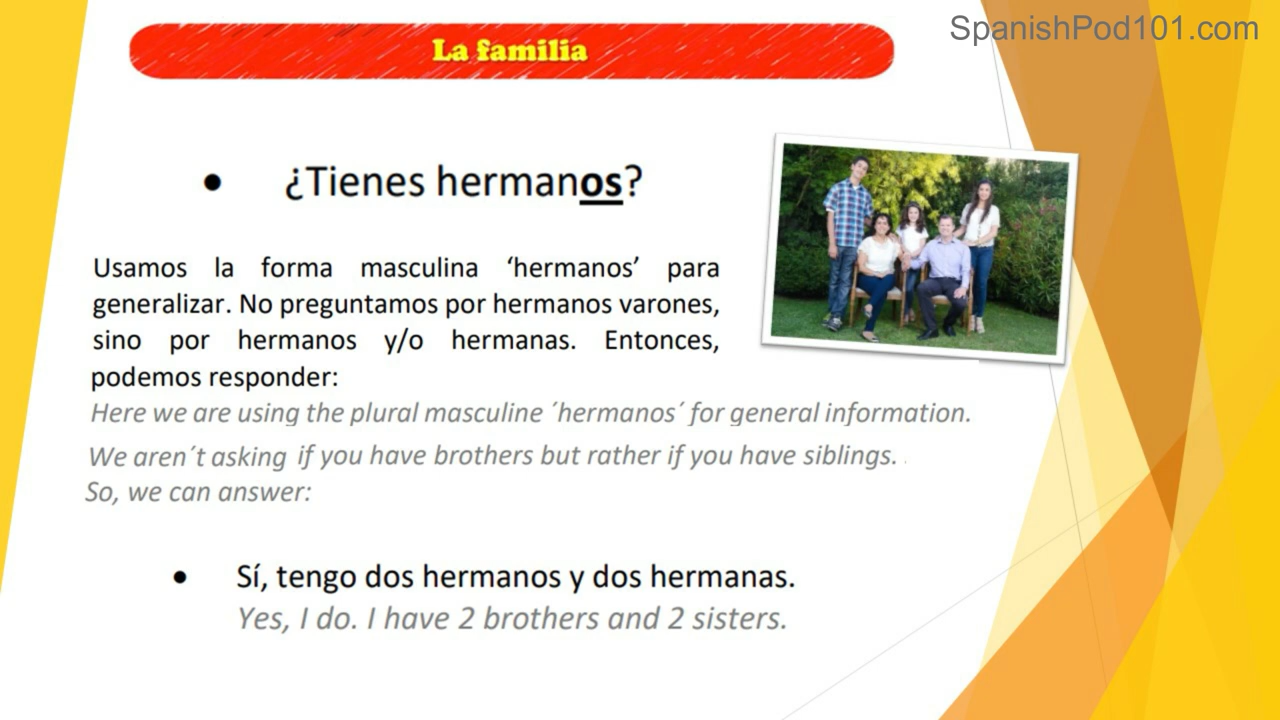 SpanishPod101.com
La familia
• ¿Tienes hermanos?
Usamos la forma masculina ‘hermanos’ para
generalizar. No preguntamos por hermanos varones,
sino por hermanos y/o hermanas. Entonces,
podemos responder:
Here we are using the plural masculine ´hermanos´ for general information.
We aren´t asking if you have brothers but rather if you have siblings. .
So, we can answer:
• Sí, tengo dos hermanos y dos hermanas.
Yes, I do. I have 2 brothers and 2 sisters.